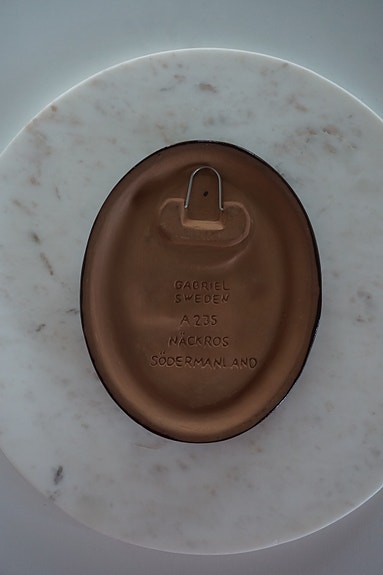 GABRIEL
SWEDEN
A 235
NÄCKROS
SÖDERMANLAND